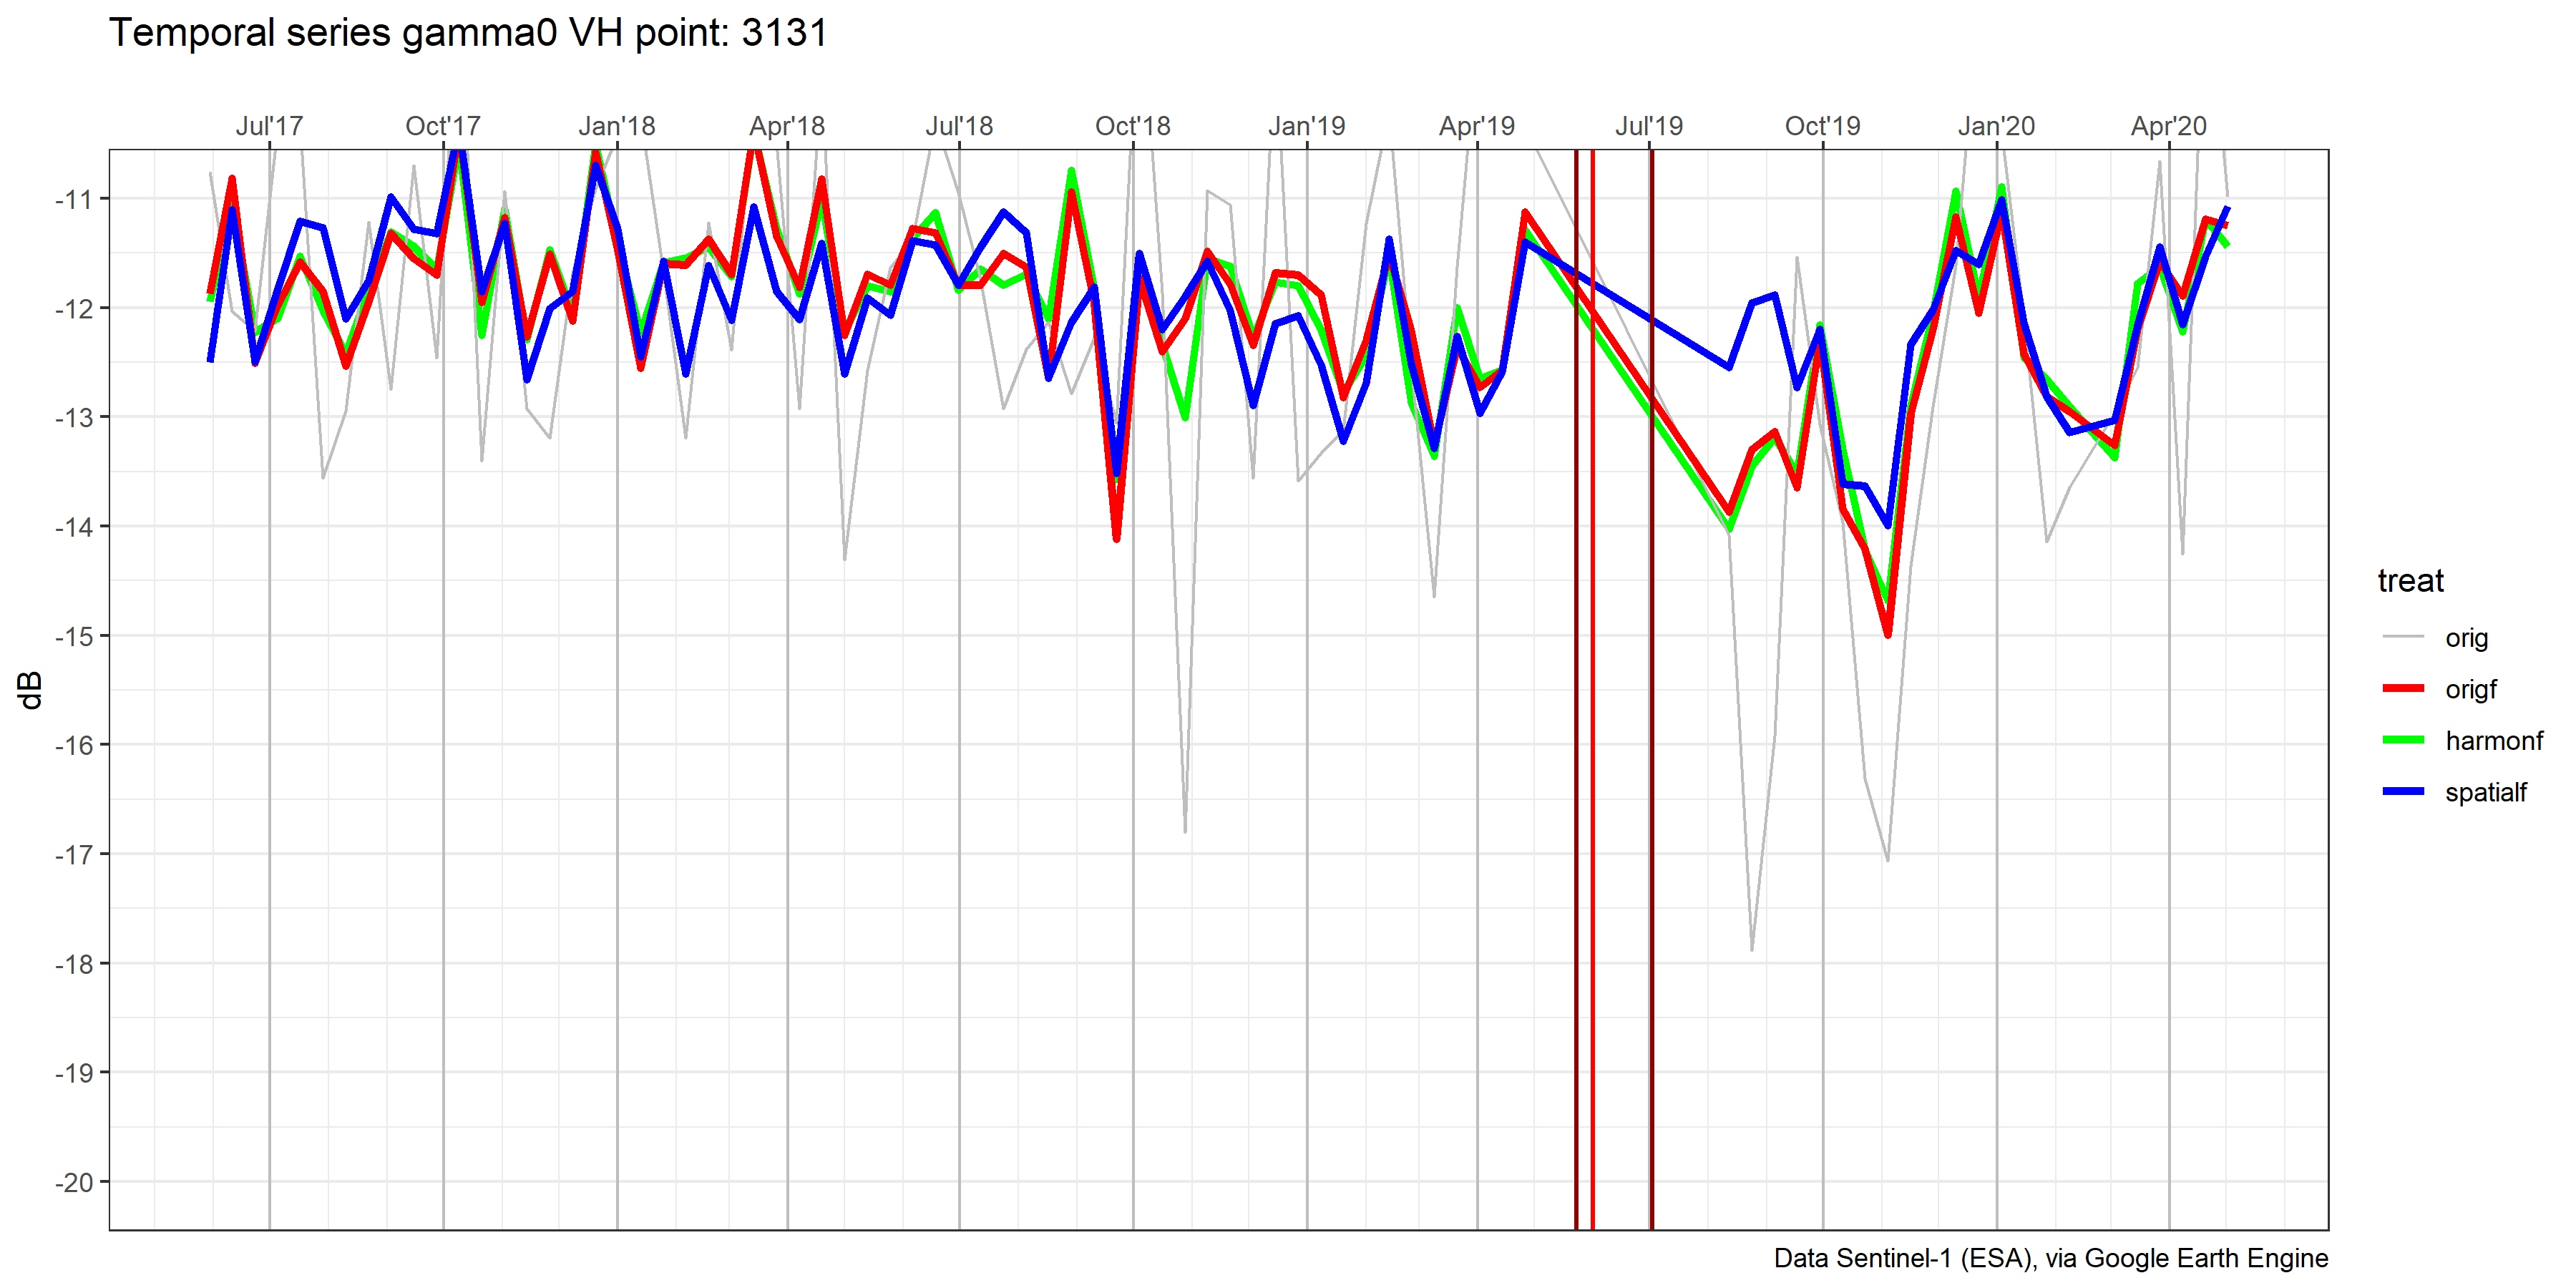 Temporal series gamma0 VH point: 3131
Jul'17 Oct'17 Jan'18 Apr'18 Jul'18 Oct'18 Jan'19 Apr'19 Jul'19 Oct'19 Jan'20 Apr'20
-11
-12
-13
-14
-15
-16
-17
-18
-19
-20
dB
treat
orig
origf
harmonf
spatialf
Data Sentinel-1 (ESA), via Google Earth Engine